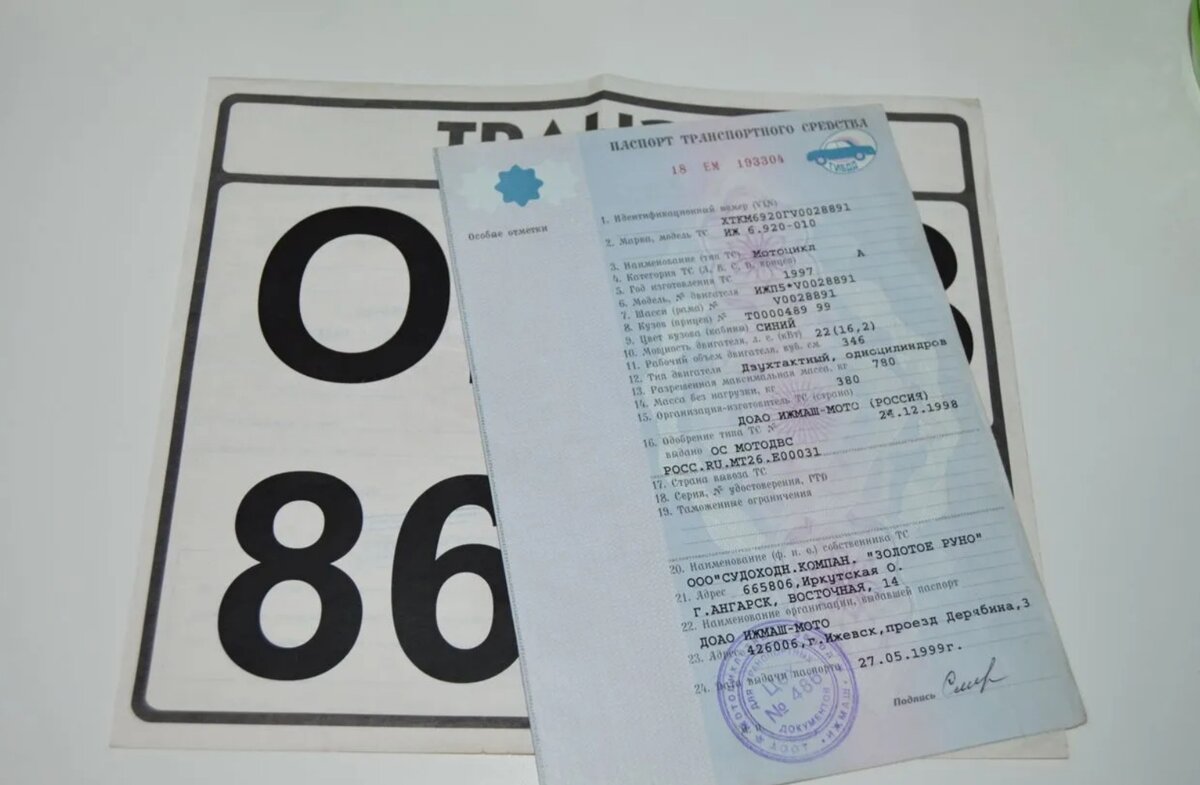 О
86
ПАСПОРТ ТРАНСПОРТНОГО СРЕДСТВА
18 ЕМ 193304
ГИБДД
Особые отметки
1. Идентификационный номер (VIN) ХТКМ6920ГV0028891
2. Марка, модель ТС ИЖ 6.920-010
3. Наименование (тип ТС) Мотоцикл
4. Категория ТС (А, В, С, D, прицеп) А
5. Год изготовления ТС 1997
6. Модель, № двигателя ИЖП5*V0028891
7. Шасси (рама) № V0028891
8. Кузов (прицеп) № Т0000489 99
9. Цвет кузова (кабины) СИНИЙ
10. Мощность двигателя, л. с. (кВт) 22(16,2)
11. Рабочий объем двигателя, куб. см 346
12. Тип двигателя Двухтактный, одноцилиндров
13. Разрешенная максимальная масса, кг 780
14. Масса без нагрузки, кг 380
15. Организация-изготовитель ТС (страна)
ДОАО ИЖМАШ-МОТО (РОССИЯ)
16. Одобрение типа ТС № 24.12.1998
выдано ОС МОТОДВС
РОСС.RU.МТ26.Е00031
17. Страна вывоза ТС
18. Серия, № удостоверения, ГТD
19. Таможенные ограничения
20. Наименование (ф. и. о.) собственника ТС
ООО"СУДОХОДН.КОМПАН. "ЗОЛОТОЕ РУНО"
21. Адрес 665806,Иркутская О.
Г.АНГАРСК, ВОСТОЧНАЯ, 14
22. Наименование организации, выдавшей паспорт
ДОАО ИЖМАШ-МОТО
23. Адрес 426006,г.Ижевск,проезд Дерябина,3
24. Дата выдачи паспорта 27.05.1999г.
Подпись
№ 486
ДОКУМЕНТОВ
ИЖМАШ